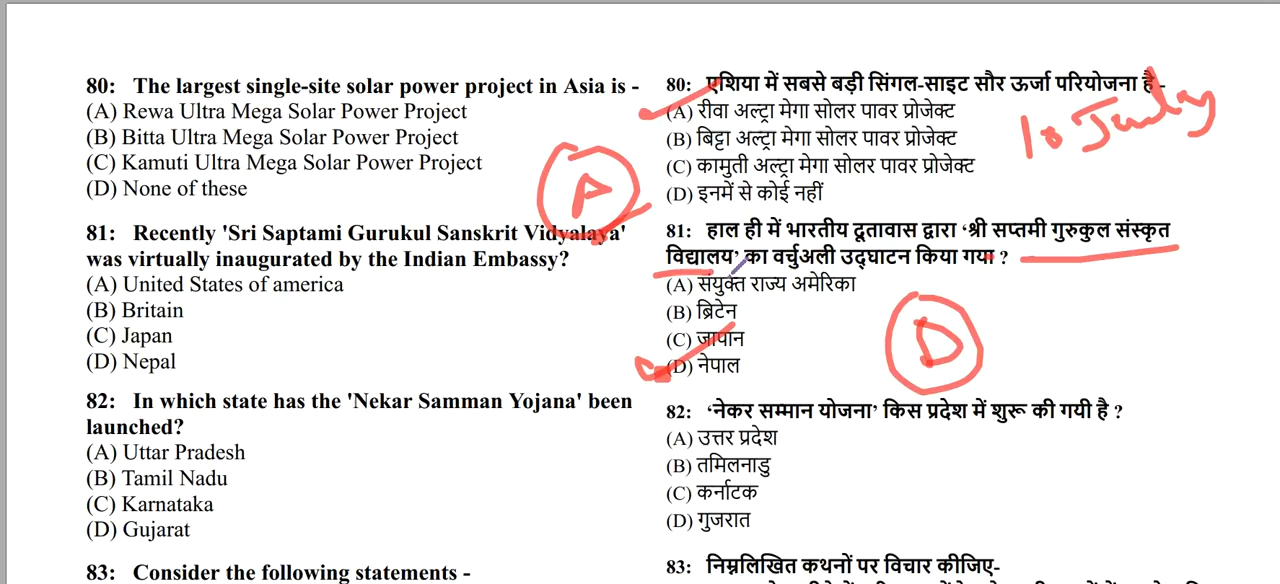 80: The largest single-site solar power project in Asia is -
(A) Rewa Ultra Mega Solar Power Project
(B) Bitta Ultra Mega Solar Power Project
(C) Kamuti Ultra Mega Solar Power Project
(D) None of these
A
81: Recently 'Sri Saptami Gurukul Sanskrit Vidyalaya'
was virtually inaugurated by the Indian Embassy?
(A) United States of america
(B) Britain
(C) Japan
(D) Nepal
82: In which state has the 'Nekar Samman Yojana' been
launched?
(A) Uttar Pradesh
(B) Tamil Nadu
(C) Karnataka
(D) Gujarat
83: Consider the following statements -
80: एशिया में सबसे बड़ी सिंगल-साइट सौर ऊर्जा परियोजना है -
(A) रीवा अल्ट्रा मेगा सोलर पावर प्रोजेक्ट
(B) बिट्टा अल्ट्रा मेगा सोलर पावर प्रोजेक्ट
(C) कामुती अल्ट्रा मेगा सोलर पावर प्रोजेक्ट
(D) इनमें से कोई नहीं
10 July
81: हाल ही में भारतीय दूतावास द्वारा ‘श्री सप्तमी गुरुकुल संस्कृत
विद्यालय’ का वर्चुअली उद्घाटन किया गया ?
(A) संयुक्त राज्य अमेरिका
(B) ब्रिटेन
(C) जापान
(D) नेपाल
D
82: ‘नेकर सम्मान योजना’ किस प्रदेश में शुरू की गयी है ?
(A) उत्तर प्रदेश
(B) तमिलनाडु
(C) कर्नाटक
(D) गुजरात
83: निम्नलिखित कथनों पर विचार कीजिए-